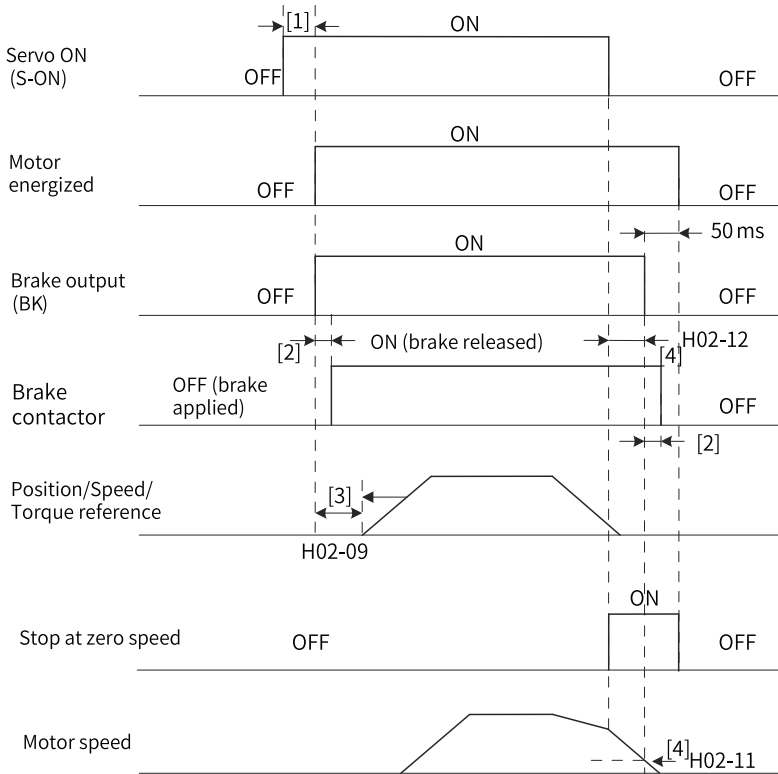 [1]
ON
Servo ON
(S-ON)
OFF
OFF
ON
Motor
energized
OFF
OFF
50 ms
ON
Brake output
(BK)
OFF
OFF
[2]
ON (brake released)
H02-12
[4]
OFF (brake
applied)
Brake
contactor
OFF
[2]
Position/Speed/
Torque reference
[3]
H02-09
ON
Stop at zero speed
OFF
OFF
Motor speed
[4]
H02-11